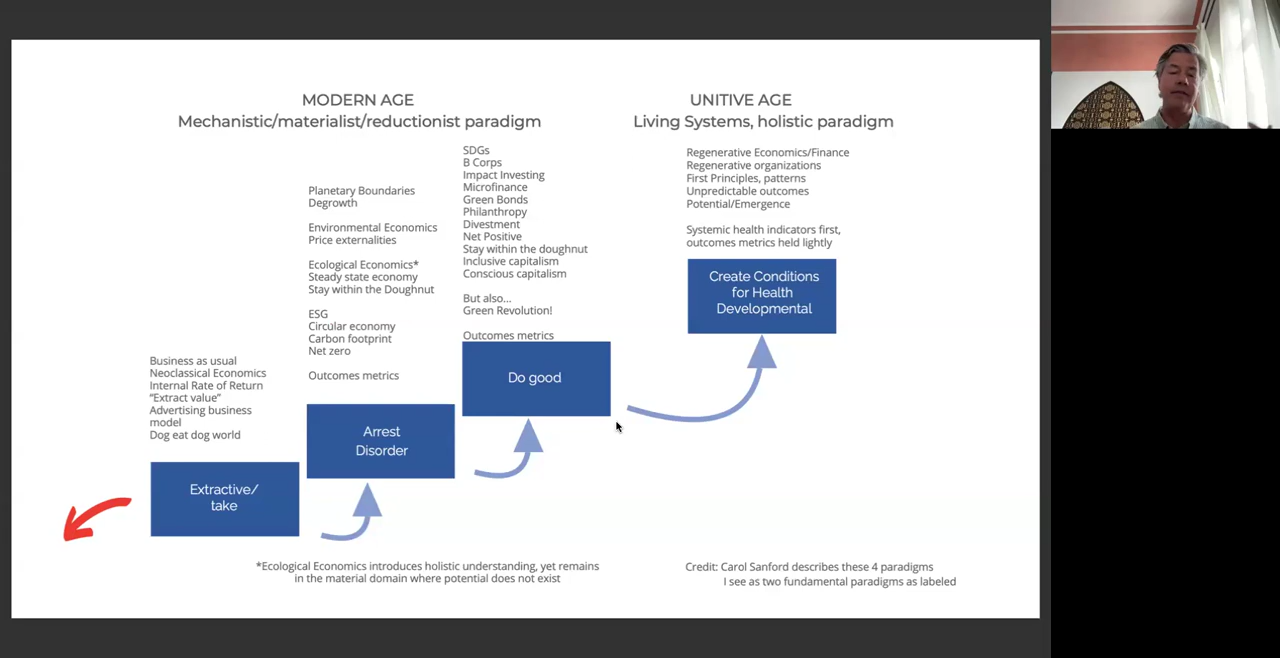 MODERN AGE
Mechanistic/materialist/reductionist paradigm
UNITIVE AGE
Living Systems, holistic paradigm
Business as usual
Neoclassical Economics
Internal Rate of Return
“Extract value”
Advertising business
model
Dog eat dog world
Extractive/
take
Planetary Boundaries
Degrowth
Environmental Economics
Price externalities
Ecological Economics*
Steady state economy
Stay within the Doughnut
ESG
Circular economy
Carbon footprint
Net zero
Outcomes metrics
Arrest
Disorder
SDGs
B Corps
Impact Investing
Microfinance
Green Bonds
Philanthropy
Divestment
Net Positive
Stay within the doughnut
Inclusive capitalism
Conscious capitalism
But also...
Green Revolution!
Outcomes metrics
Do good
Regenerative Economics/Finance
Regenerative organizations
First Principles, patterns
Unpredictable outcomes
Potential/Emergence
Systemic health indicators first,
outcomes metrics held lightly
Create Conditions
for Health
Developmental
*Ecological Economics introduces holistic understanding, yet remains
in the material domain where potential does not exist
Credit: Carol Sanford describes these 4 paradigms
I see as two fundamental paradigms as labeled